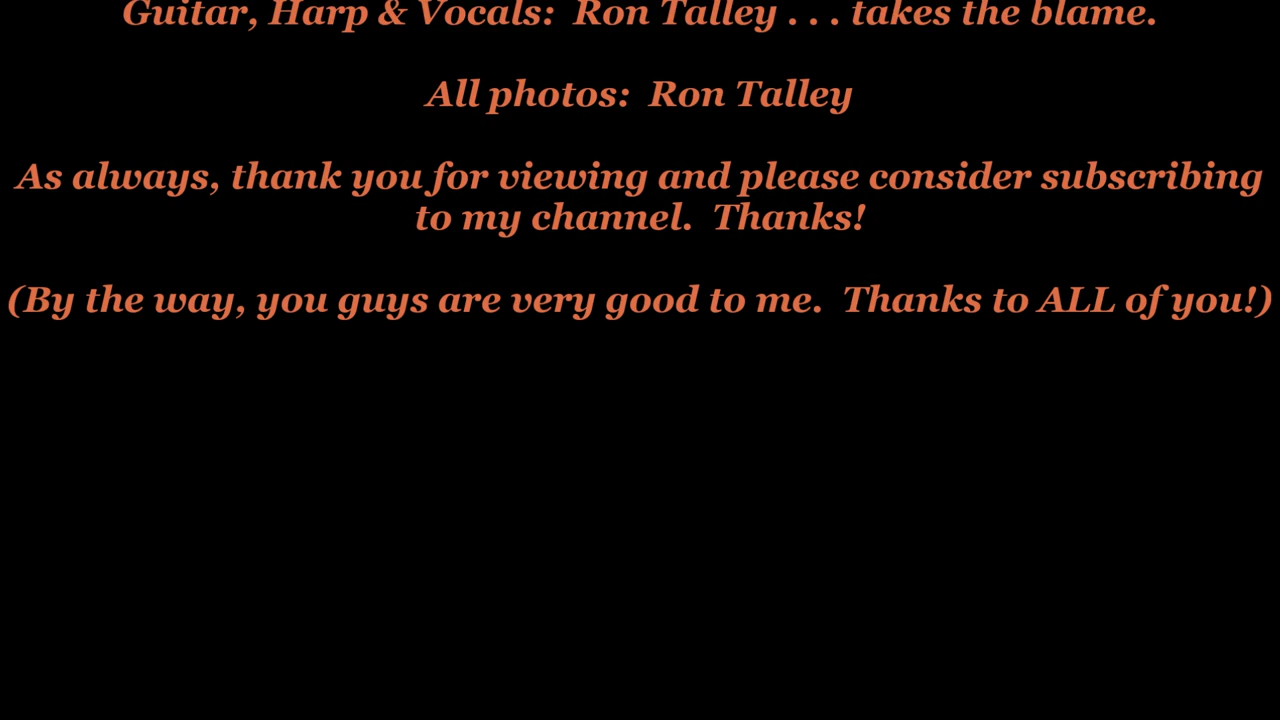 Guitar, Harp & Vocals:  Ron Talley . . . takes the blame.
All photos:  Ron Talley
As always, thank you for viewing and please consider subscribing
to my channel.  Thanks!
(By the way, you guys are very good to me.  Thanks to ALL of you!)